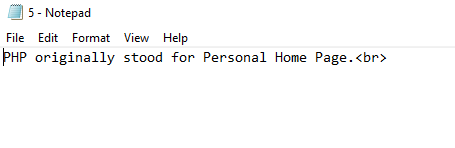 5 - Notepad
File Edit Format View Help
PHP originally stood for Personal Home Page.<br>